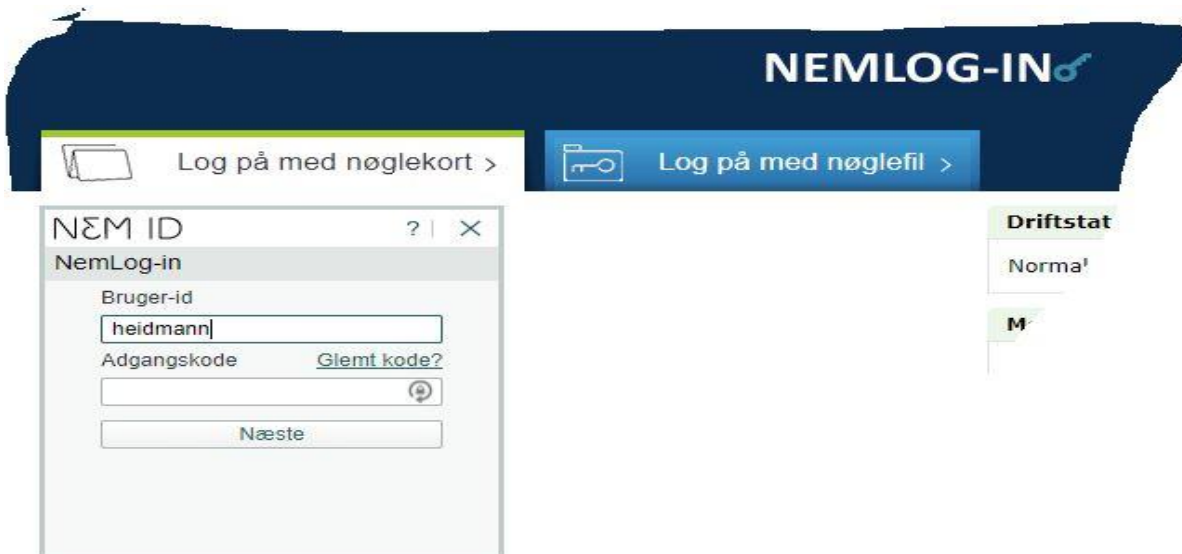 NEMLOG-IN
Log på med nøglekort >
Log på med nøglefil >
NEM ID ? X
NemLog-in
Bruger-id
heidmann
Adgangskode Glemt kode?
Næste
Driftstat
Norma
M